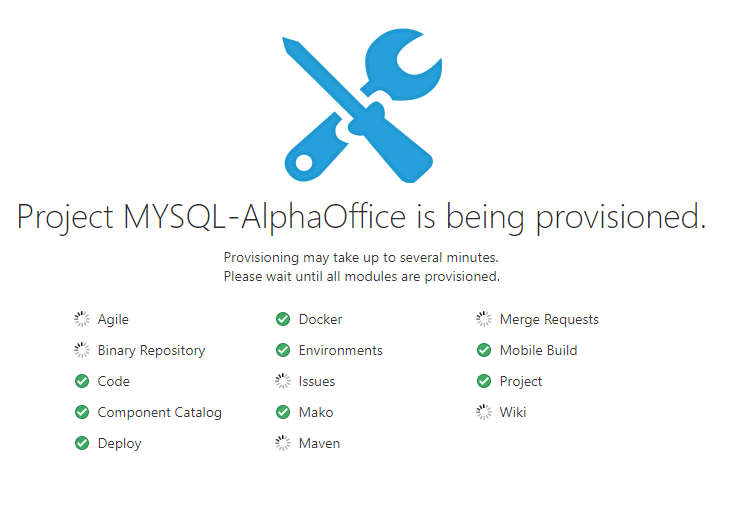 Project MYSQL-AlphaOffice is being provisioned.
Provisioning may take up to several minutes.
Please wait until all modules are provisioned.
Agile
Binary Repository
Code
Component Catalog
Deploy
Docker
Environments
Issues
Mako
Maven
Merge Requests
Mobile Build
Project
Wiki